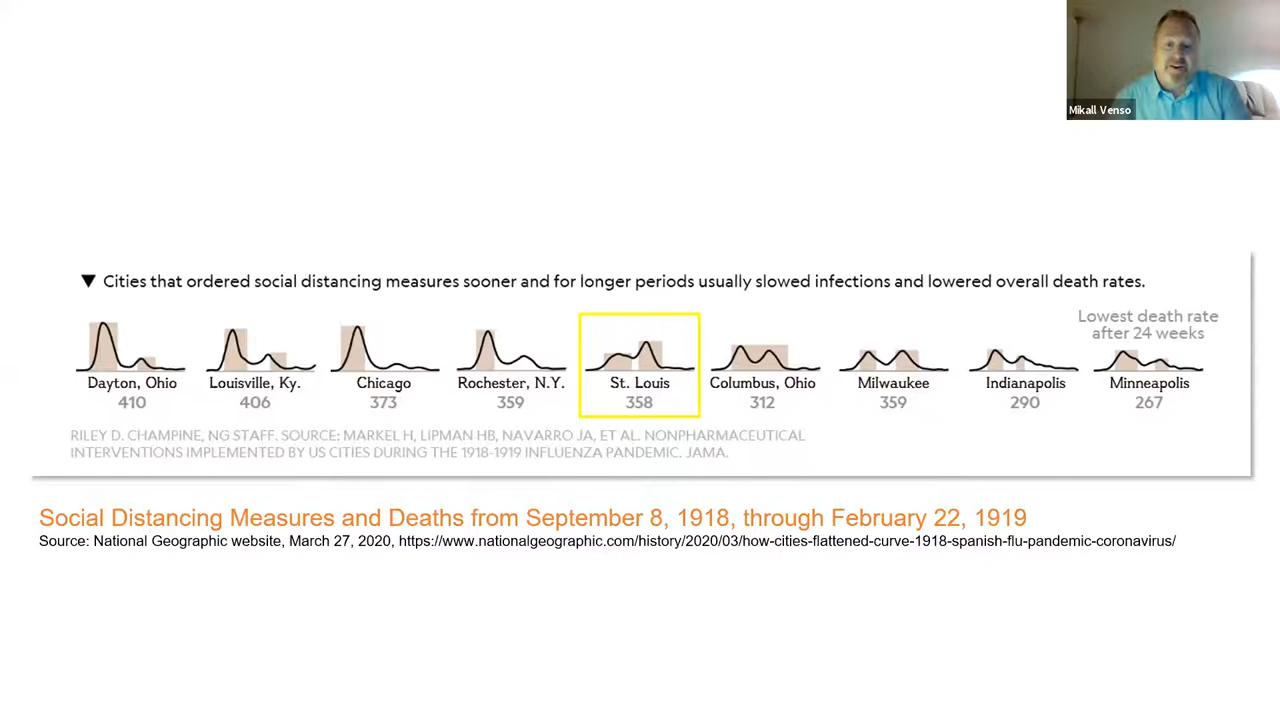 Mikall Venso
▼ Cities that ordered social distancing measures sooner and for longer periods usually slowed infections and lowered overall death rates.
Lowest death rate
after 24 weeks
Dayton, Ohio Louisville, Ky. Chicago Rochester, N.Y. St. Louis Columbus, Ohio Milwaukee Indianapolis Minneapolis
410 406 373 359 358 312 359 290 267
RILEY D. CHAMPINE, NG STAFF. SOURCE: MARKEL H, LIPMAN HB, NAVARRO JA, ET AL. NONPHARMACEUTICAL
INTERVENTIONS IMPLEMENTED BY US CITIES DURING THE 1918-1919 INFLUENZA PANDEMIC. JAMA.
Social Distancing Measures and Deaths from September 8, 1918, through February 22, 1919
Source: National Geographic website, March 27, 2020, https://www.nationalgeographic.com/history/2020/03/how-cities-flattened-curve-1918-spanish-flu-pandemic-coronavirus/